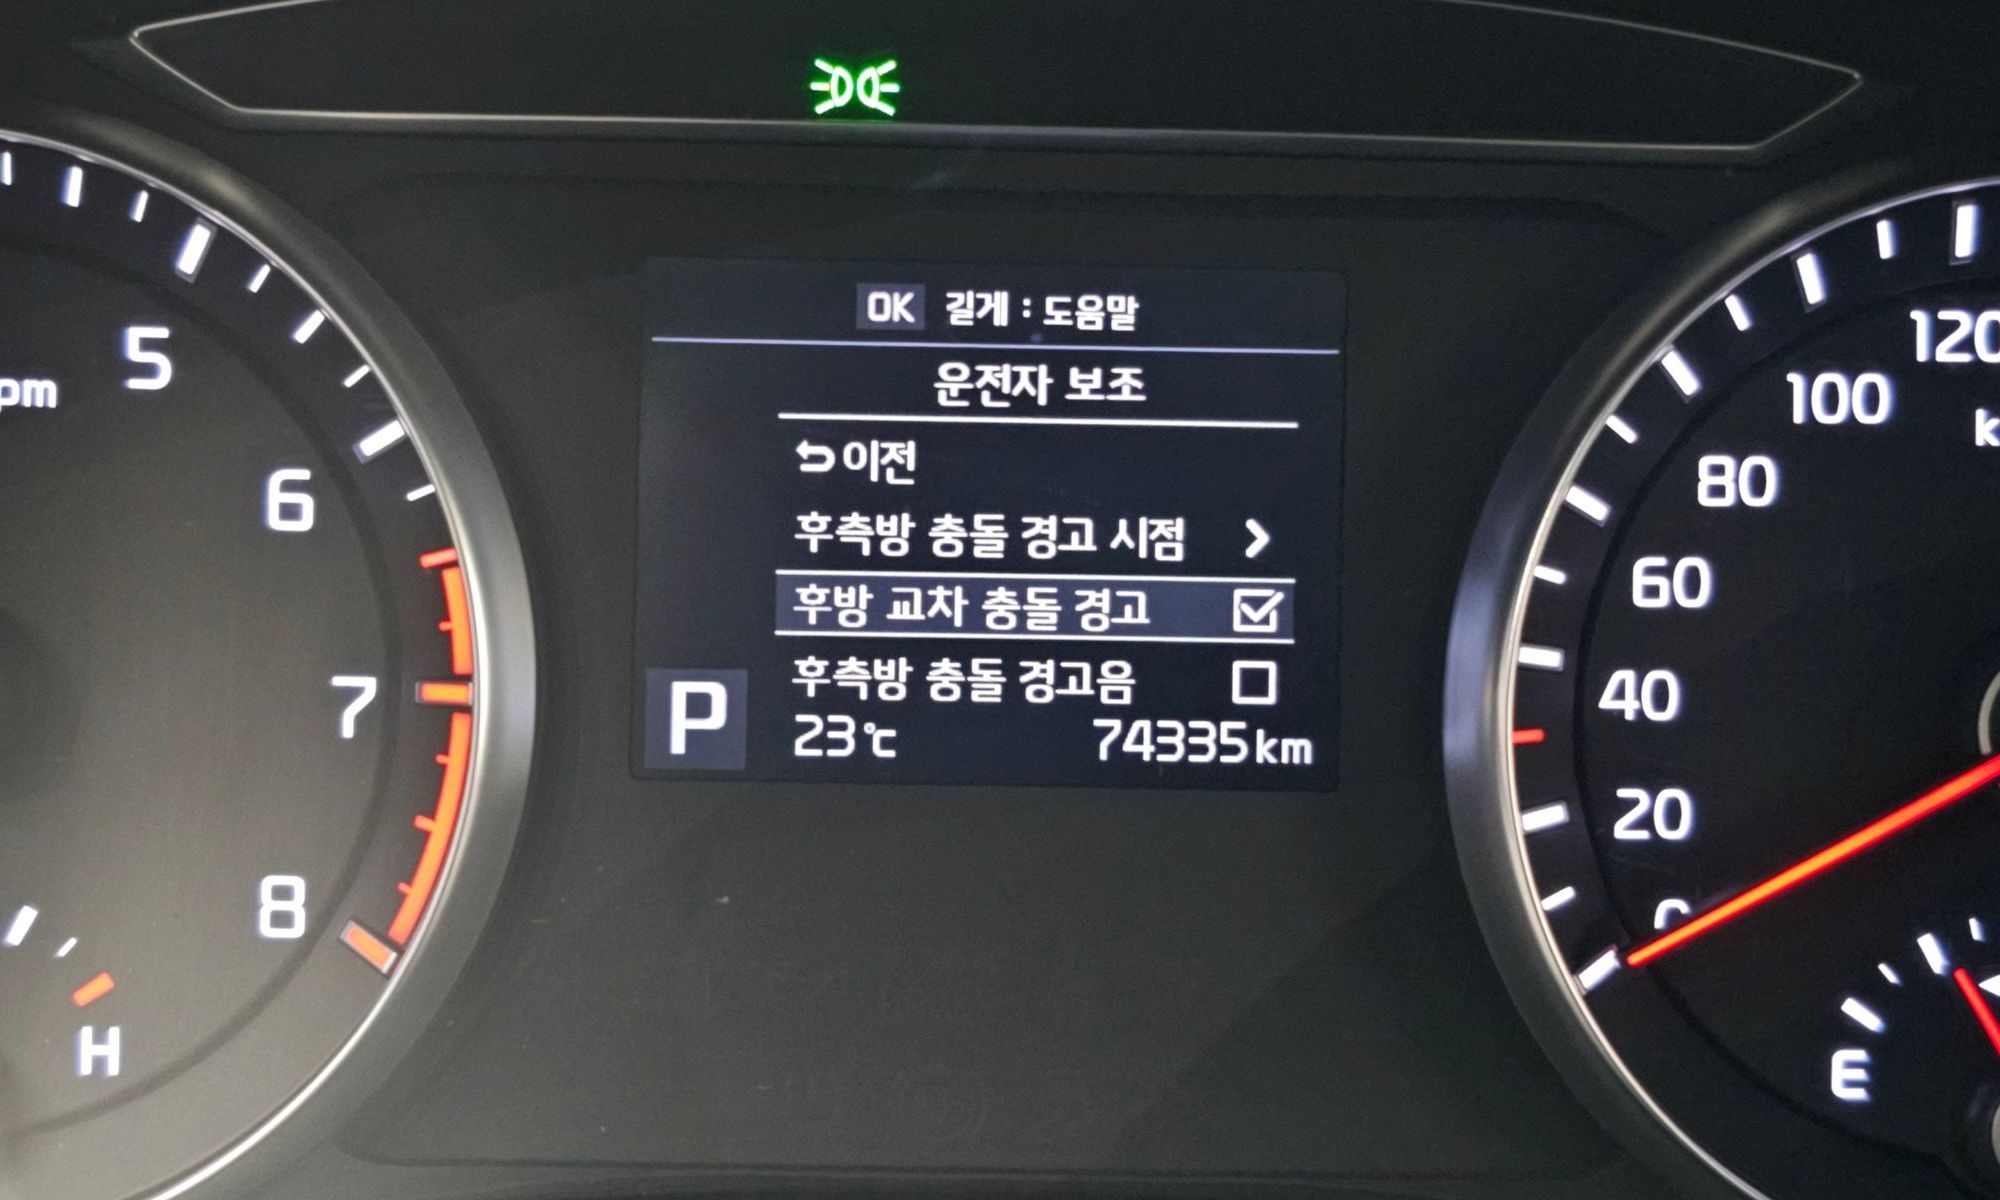 OK 길게 : 도움말
운전자 보조
이전
후측방 충돌 경고 시점
후방 교차 충돌 경고
후측방 충돌 경고음
P
23℃ 74335km
5
6
7
8
H
120
100
80
60
40
20
0
E